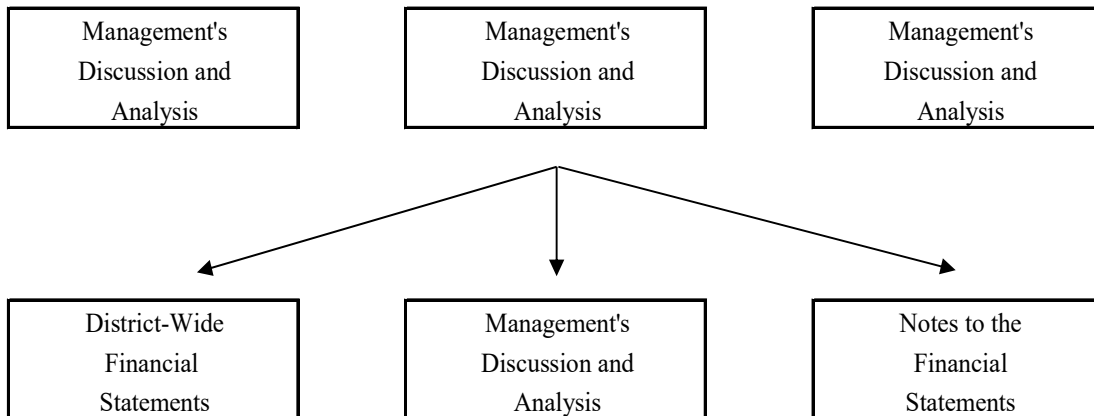 Management's
Discussion and
Analysis
Management's
Discussion and
Analysis
Management's
Discussion and
Analysis
District-Wide
Financial
Statements
Management's
Discussion and
Analysis
Notes to the
Financial
Statements